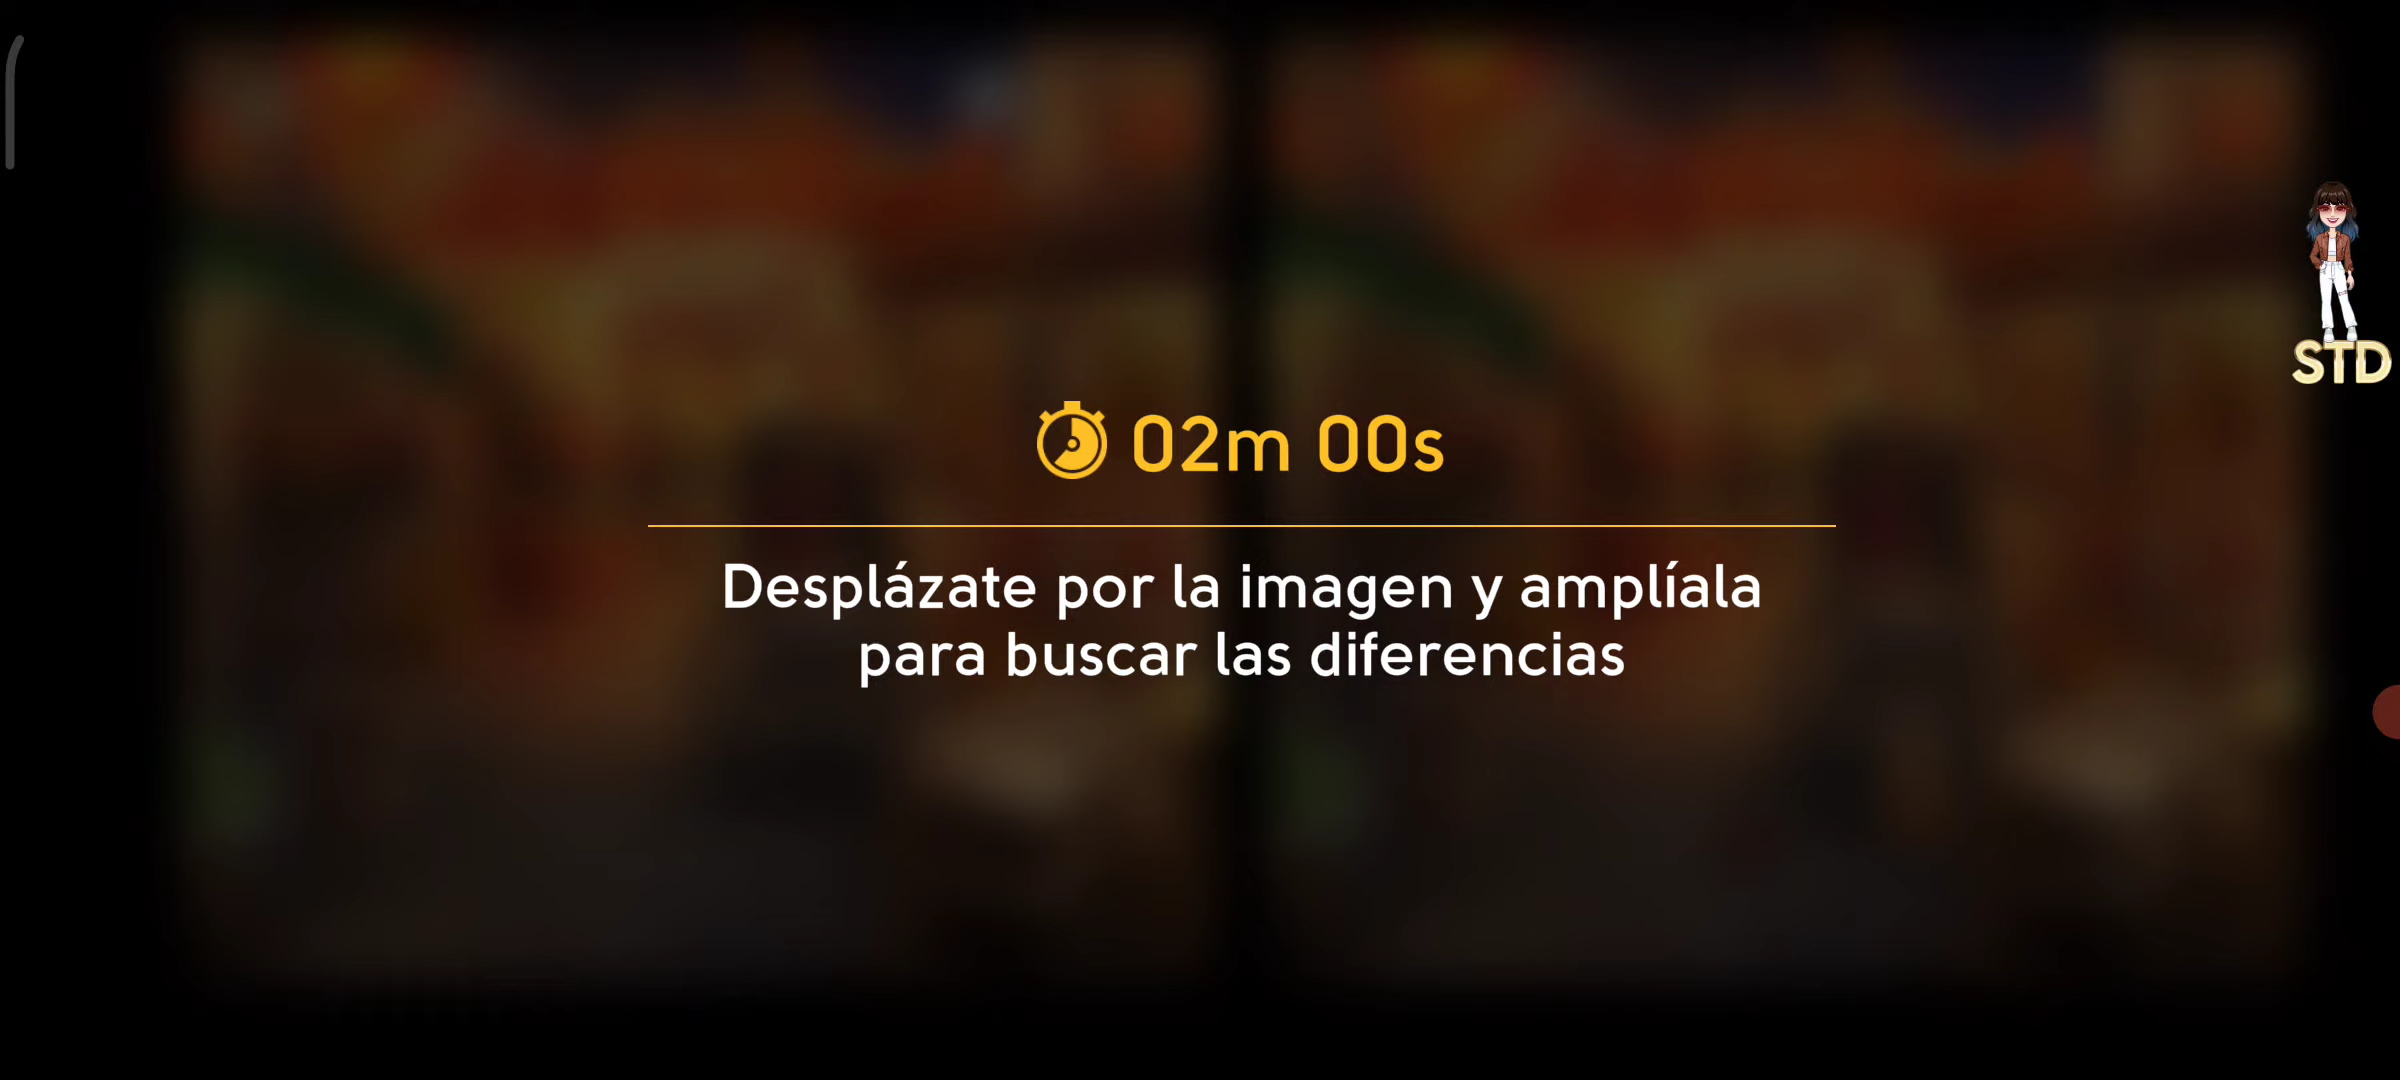 STD
02m 00s
Desplázate por la imagen y amplíala
para buscar las diferencias